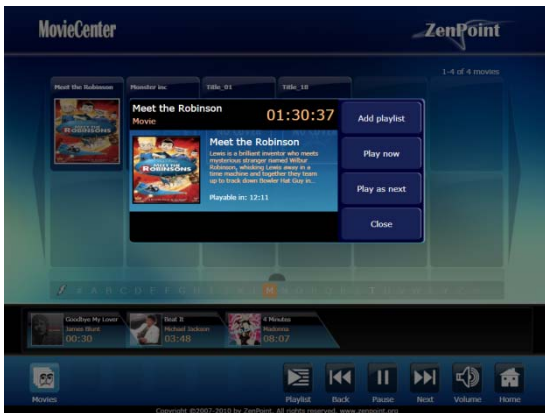 MovieCenter
ZenPoint
1-4 of 4 movies
Meet the Robinson
Monster inc
Title_01
Title_18
Meet the Robinson
Movie
01:30:37
Add playlist
Play now
Play as next
Close
MEET THE
ROBINSONS
Meet the Robinson
Lewis is a brilliant inventor who meets
mysterious stranger named Wilbur
Robinson, whisking Lewis away in a
time machine and together they team
up to track down Bowler Hat Guy in...
Playable in: 12:11
ROBINSONS
# A B C D E F G
M
T
Goodbye My Lover
James Blunt
00:30
Beat It
Michael Jackson
03:48
4 Minutes
Madonna
08:07
Movies
Playlist
Back
Pause
Next
Volume
Home
Copyright ©2007-2010 by ZenPoint. All rights reserved. www.zenpoint.org